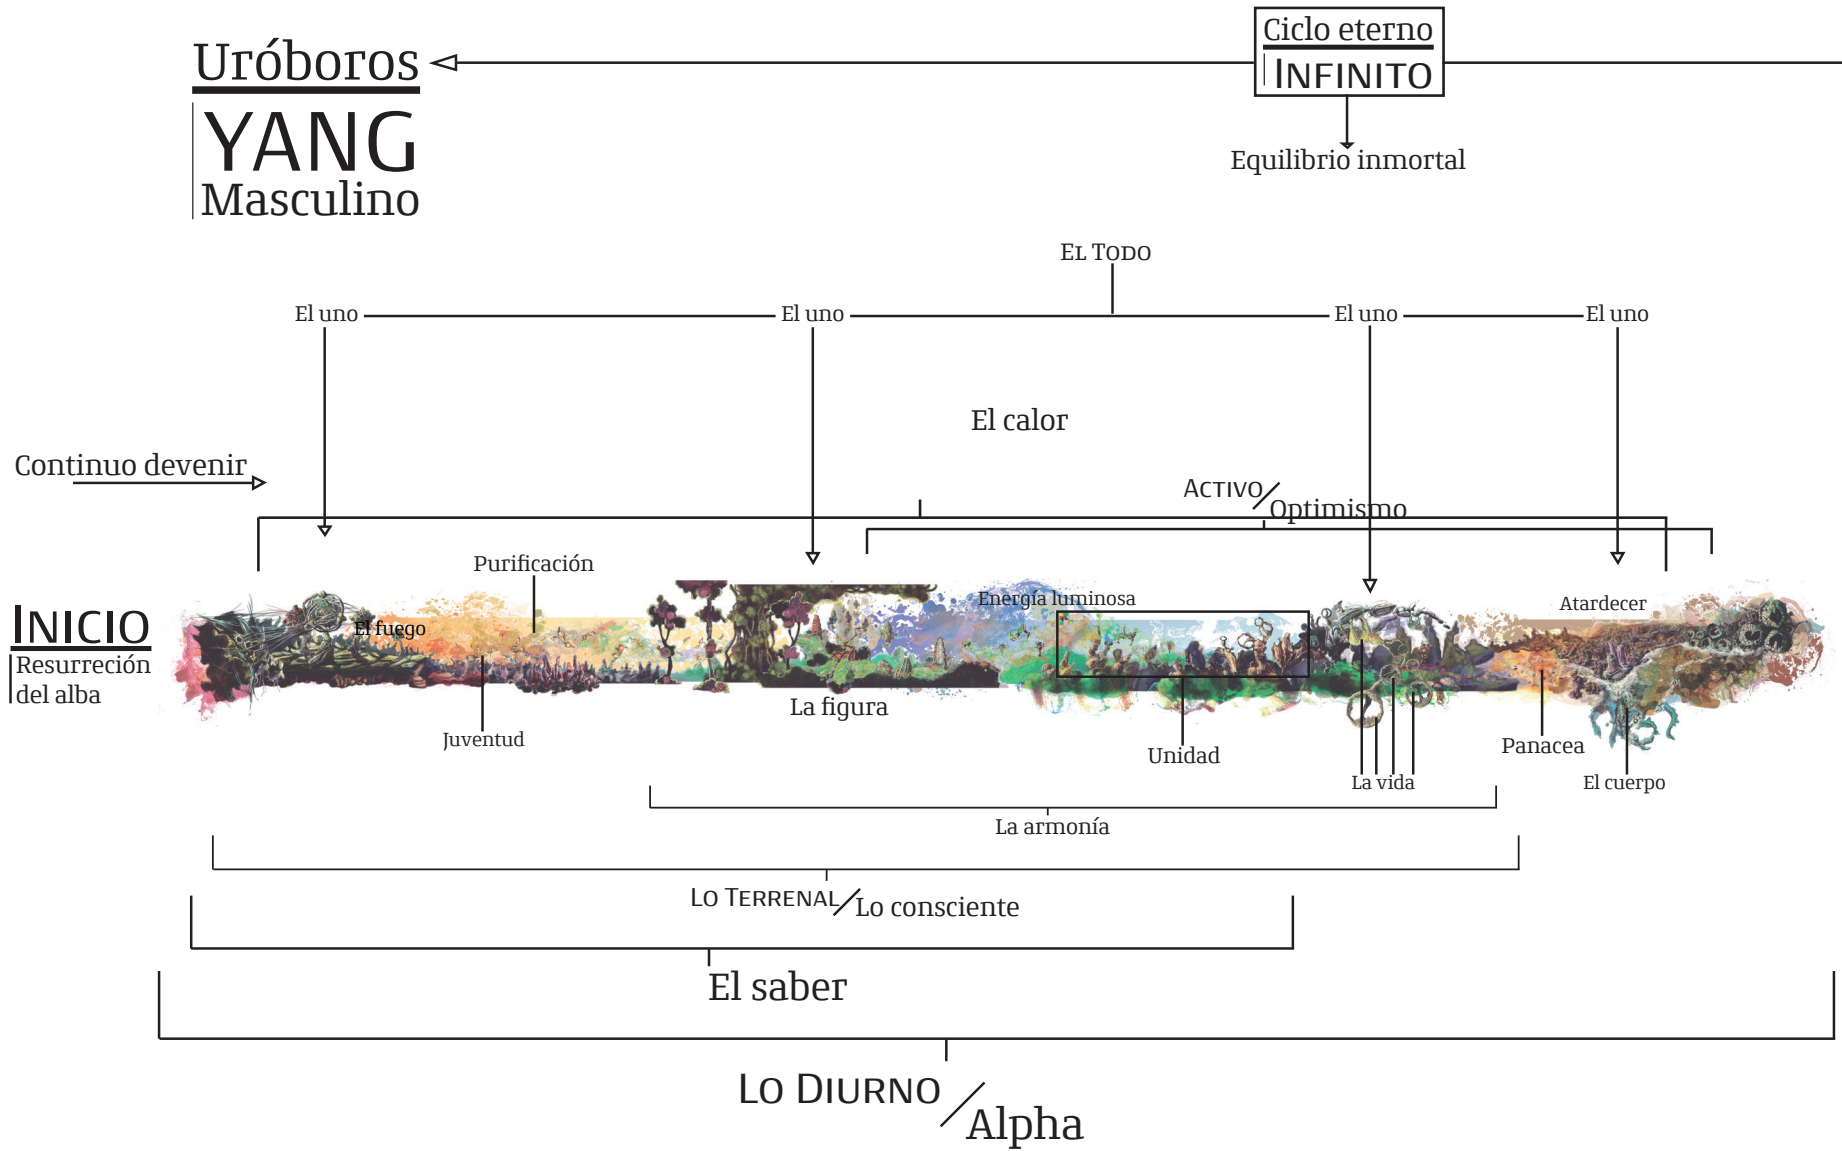 Ciclo eterno
INFINITO
Uróboros
YANG
Masculino
Equilibrio inmortal
EL TODO
El uno
El uno
El uno
El uno
El calor
Continuo devenir
ACTIVO/
Optimismo
Purificación
Energía luminosa
Atardecer
INICIO
El fuego
Resurreción
del alba
La figura
Juventud
Unidad
Panacea
La vida
El cuerpo
La armonía
LO TERRENAL/
Lo consciente
El saber
LO DIURNO/
Alpha